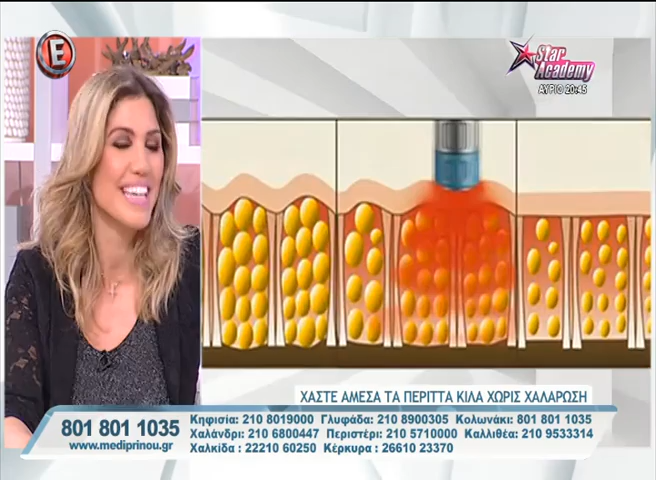 E
Star
Academy
ΑΥΡΙΟ 20:45
ΧΑΣΤΕ ΑΜΕΣΑ ΤΑ ΠΕΡΙΤΤΑ ΚΙΛΑ ΧΩΡΙΣ ΧΑΛΑΡΩΣΗ
801 801 1035
www.mediprinou.gr
Κηφισία: 210 8019000 Γλυφάδα: 210 8900305 Κολωνάκι: 801 801 1035
Χαλάνδρι: 210 6800447 Περιστέρι: 210 5710000 Καλλιθέα: 210 9533314
Χαλκίδα : 22210 60250 Κέρκυρα : 26610 23370